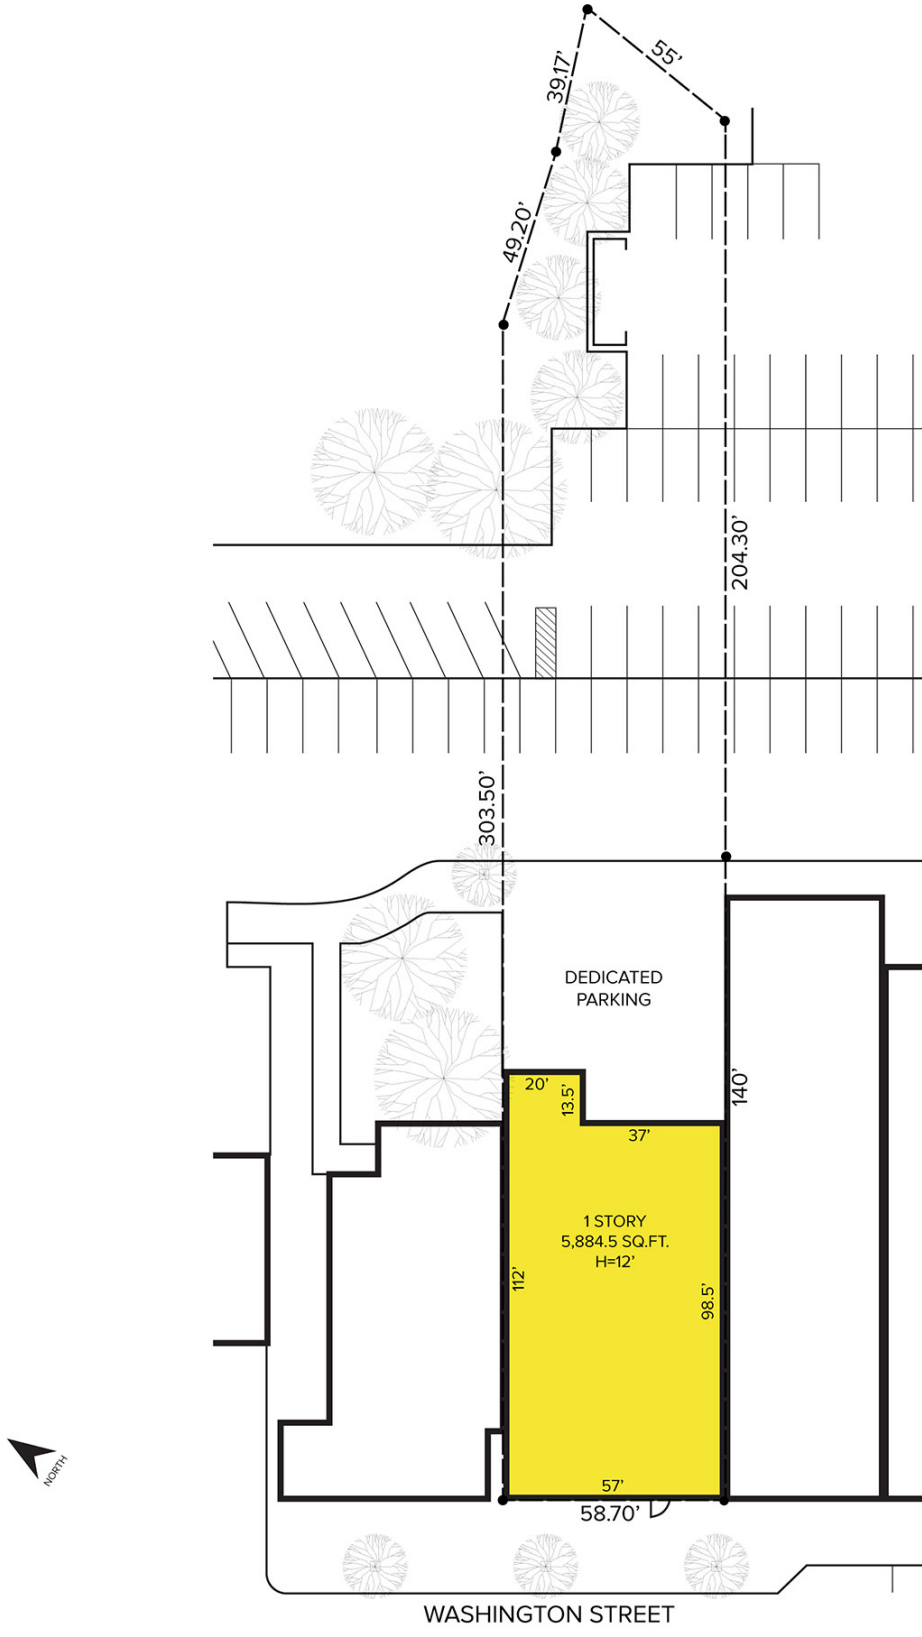 55’
39.17’
49.20’
204.30’
303.50’
DEDICATED
PARKING
140’
20’
13.5’
37’
1 STORY
5,884.5 SQ.FT.
H=12’
112’
98.5’
57’
58.70’
NORTH
WASHINGTON STREET